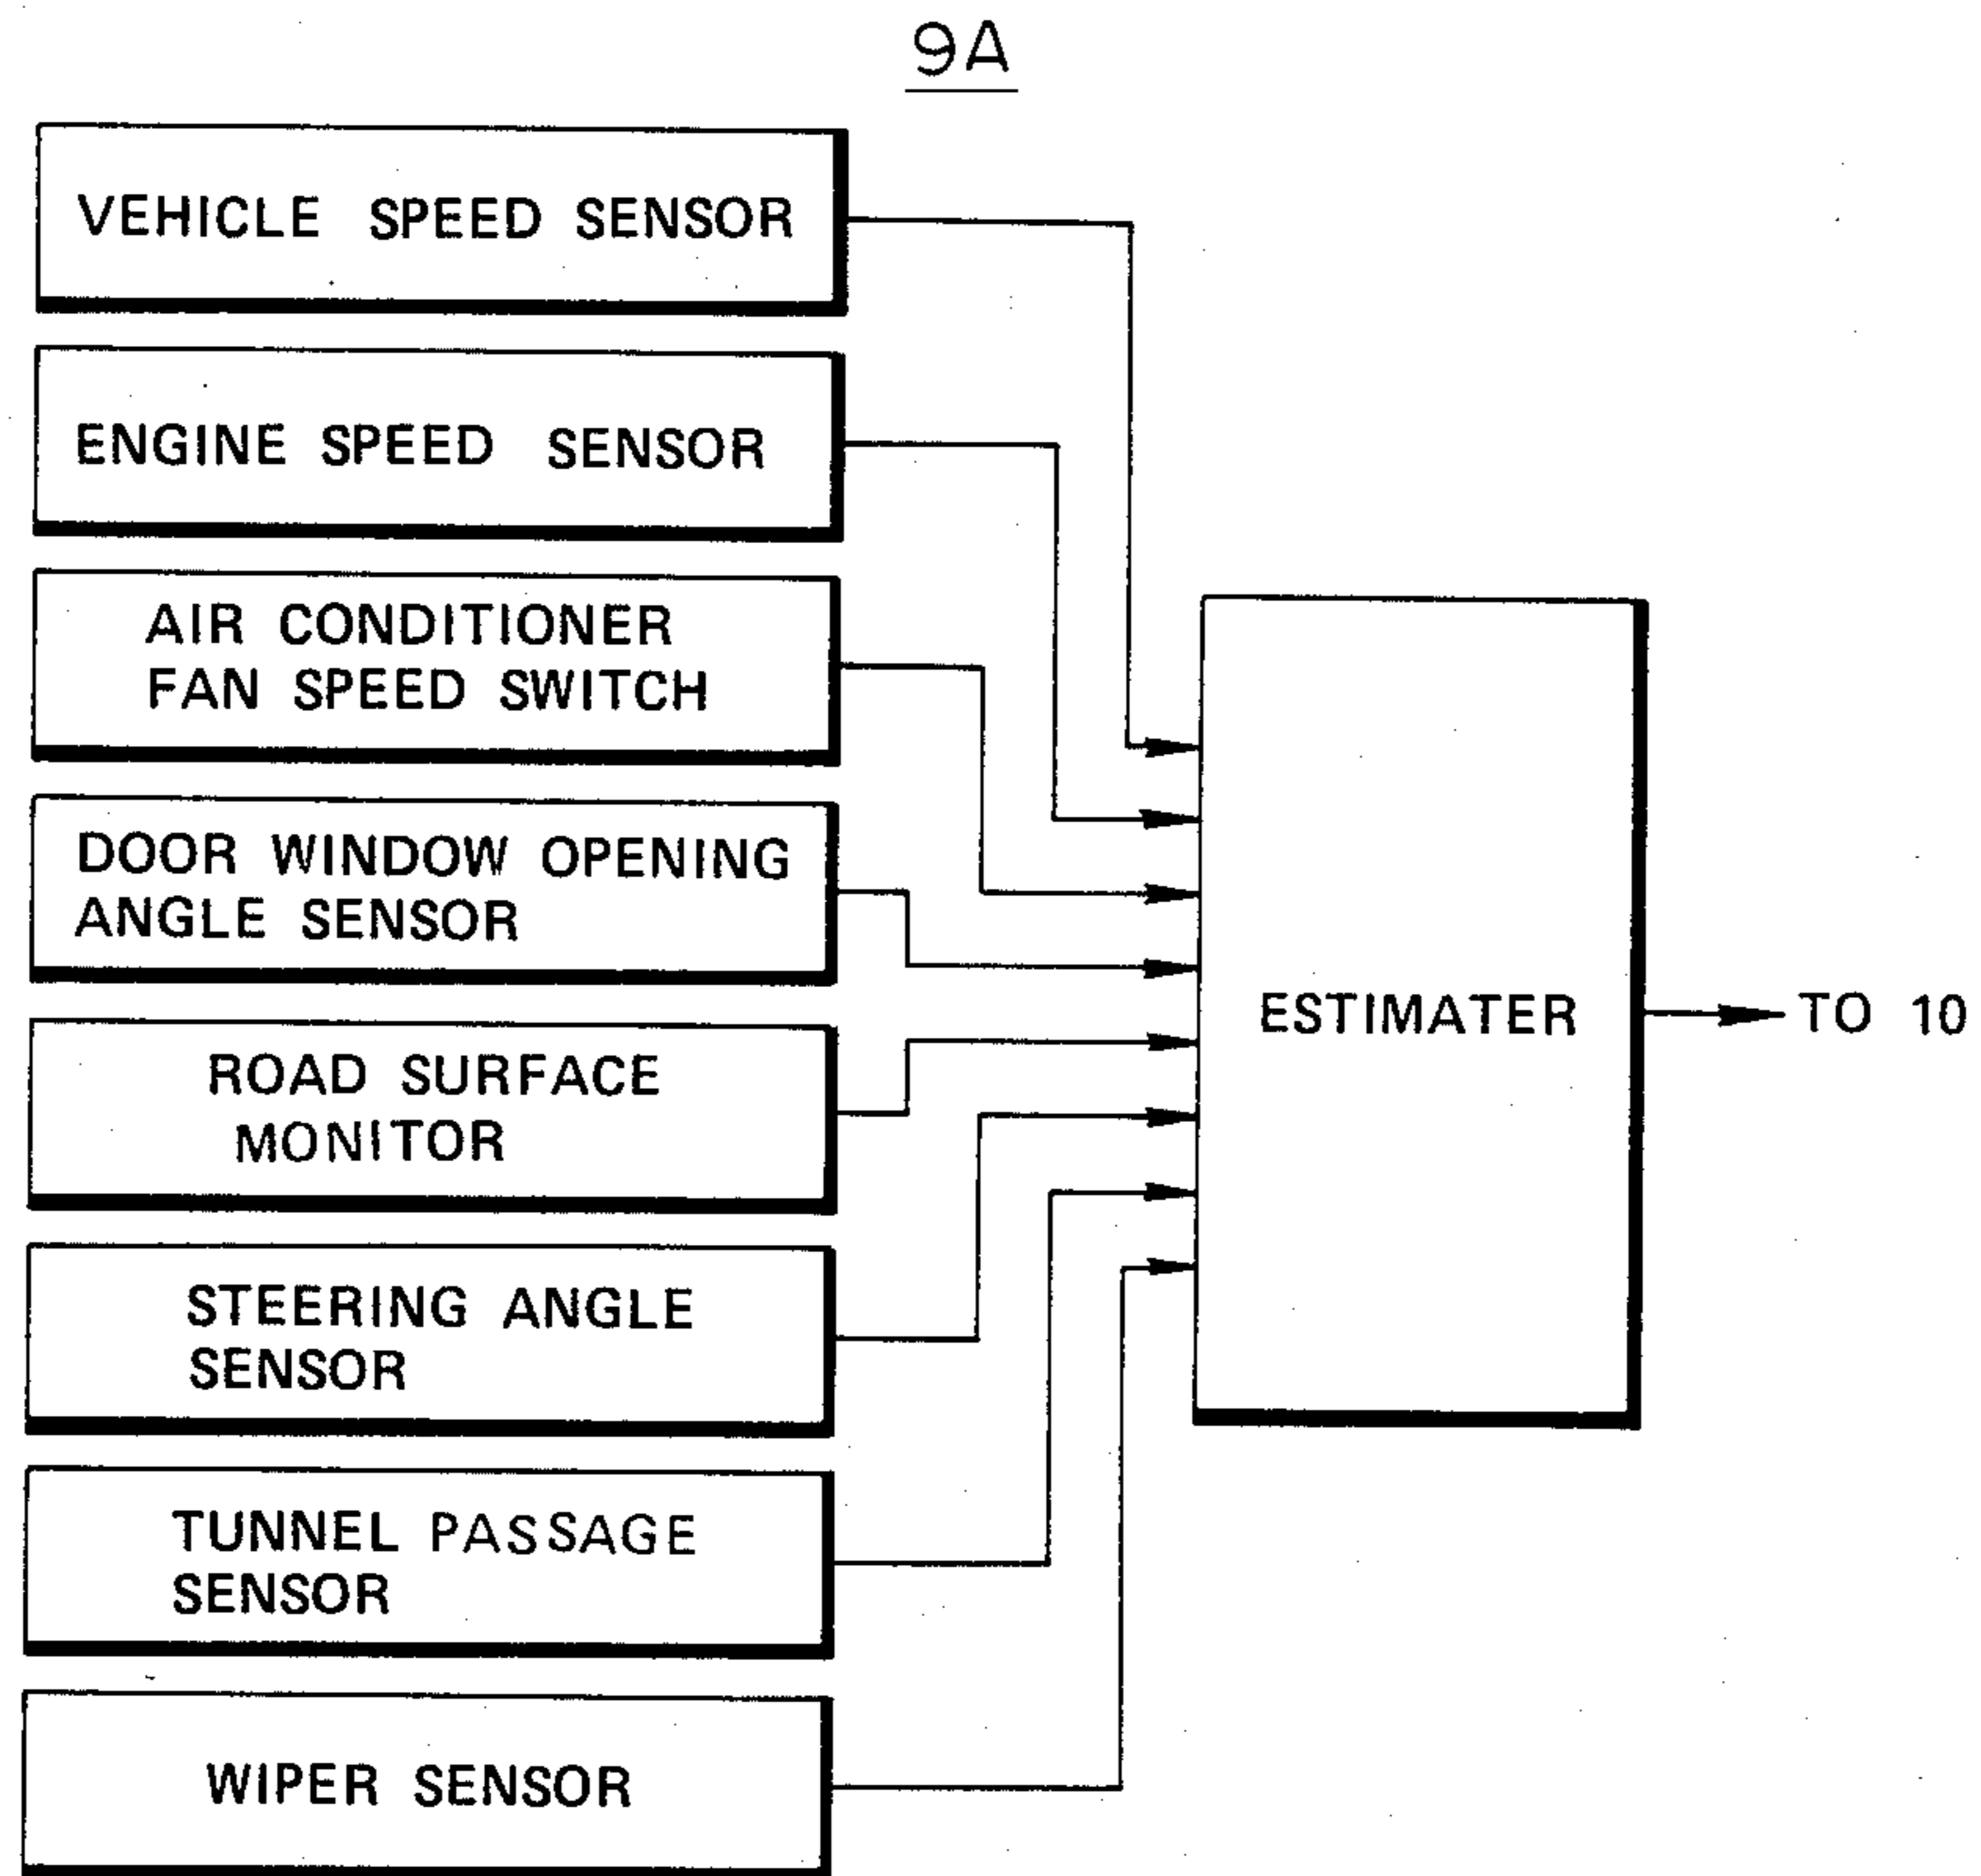 9A
VEHICLE SPEED SENSOR
ENGINE SPEED SENSOR
AIR CONDITIONER
FAN SPEED SWITCH
DOOR WINDOW OPENING
ANGLE SENSOR
ROAD SURFACE
MONITOR
STEERING ANGLE
SENSOR
TUNNEL PASSAGE
SENSOR
WIPER SENSOR
ESTIMATER
TO 10